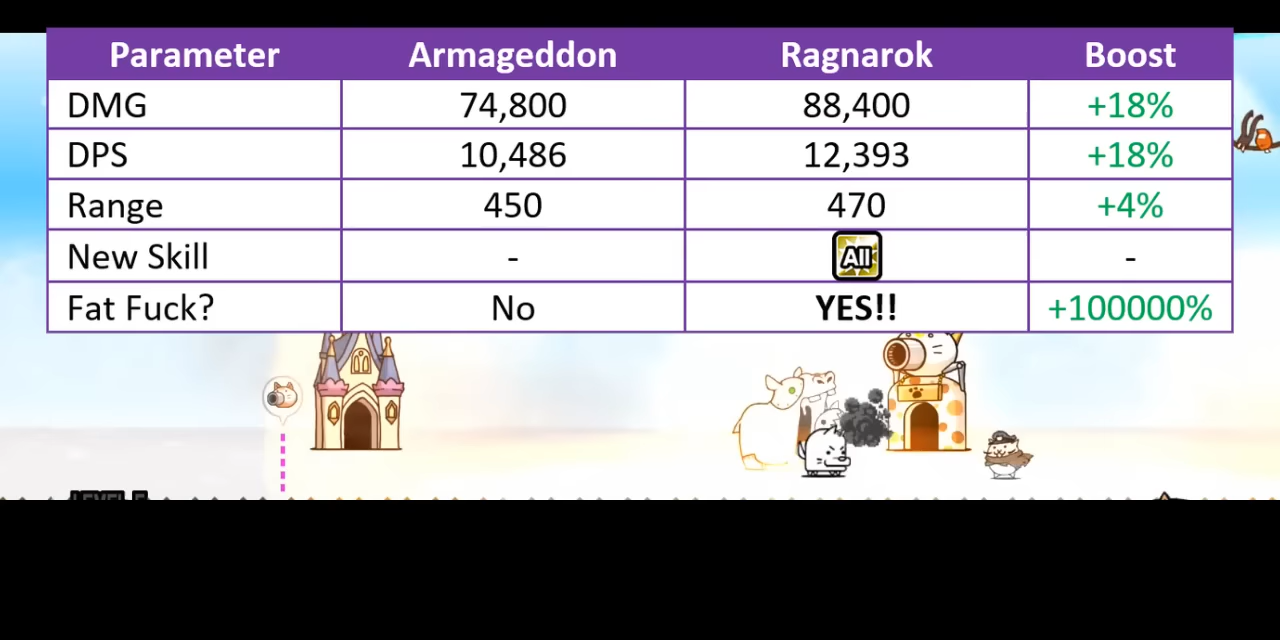 Parameter Armageddon Ragnarok Boost
DMG 74,800 88,400 +18%
DPS 10,486 12,393 +18%
Range 450 470 +4%
New Skill - All -
Fat Fuck? No YES!! +100000%